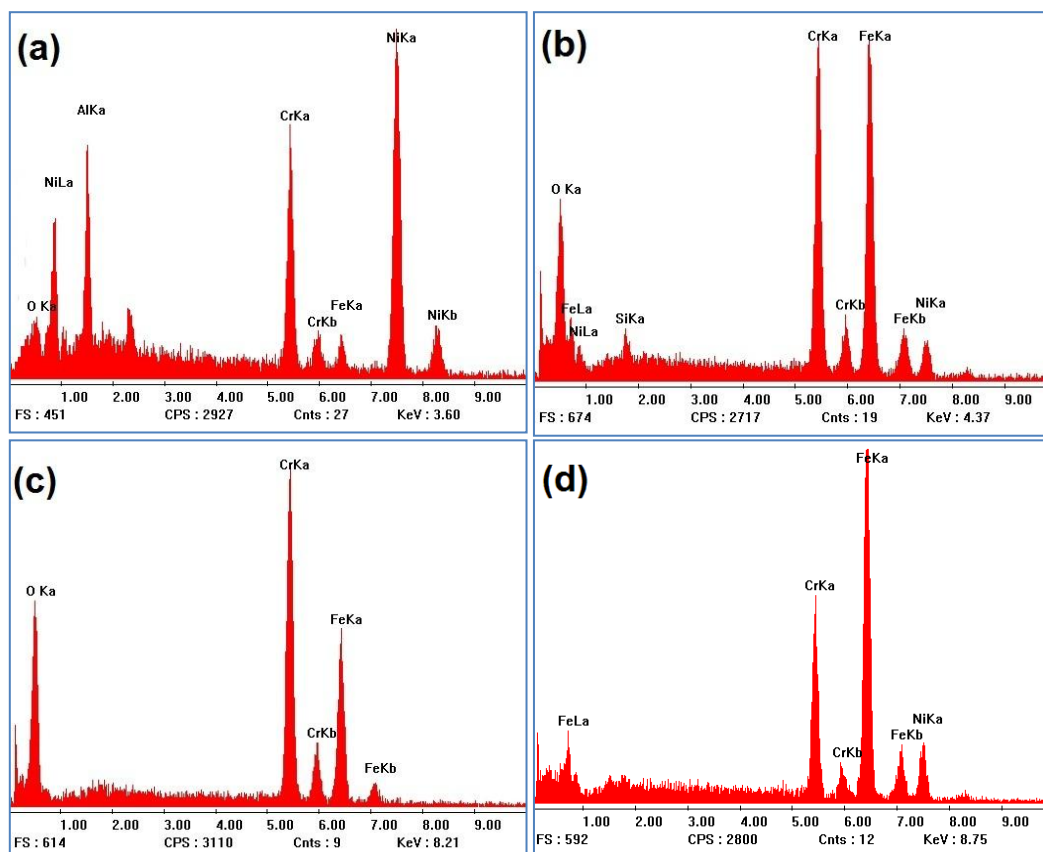 (a)
NiKa
CrKa
AlKa
NiLa
O Ka
FeKa
CrKb
NiKb
1.00 2.00 3.00 4.00 5.00 6.00 7.00 8.00 9.00
FS : 451 CPS : 2927 Cnts : 27 KeV : 3.60
(b)
CrKa FeKa
O Ka
FeLa
NiLa
SiKa
CrKb
NiKa
FeKb
1.00 2.00 3.00 4.00 5.00 6.00 7.00 8.00 9.00
FS : 674 CPS : 2717 Cnts : 19 KeV : 4.37
(c)
CrKa
O Ka
FeKa
CrKb
FeKb
1.00 2.00 3.00 4.00 5.00 6.00 7.00 8.00 9.00
FS : 614 CPS : 3110 Cnts : 9 KeV : 8.21
(d)
FeKa
CrKa
FeLa
CrKb
NiKa
FeKb
1.00 2.00 3.00 4.00 5.00 6.00 7.00 8.00 9.00
FS : 592 CPS : 2800 Cnts : 12 KeV : 8.75